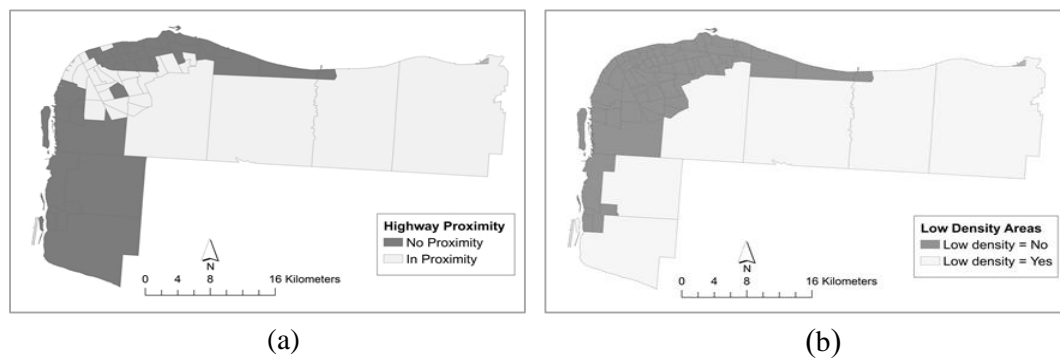 Highway Proximity
No Proximity
In Proximity
N
0 4 8 16 Kilometers
(a)
Low Density Areas
Low density = No
Low density = Yes
N
0 4 8 16 Kilometers
(b)